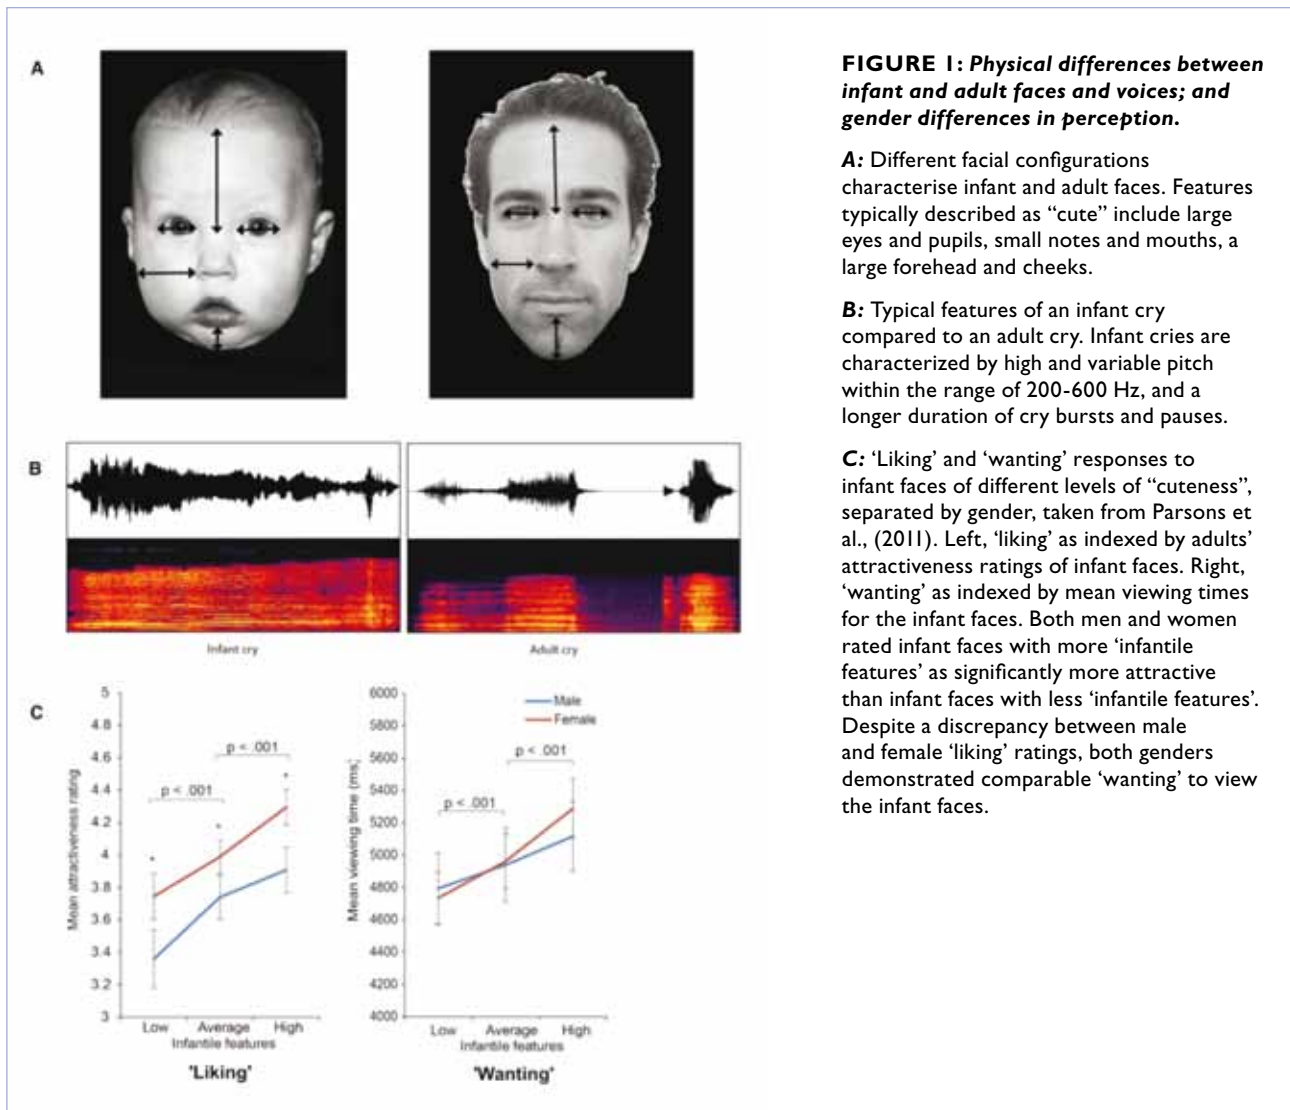 A
FIGURE 1: Physical differences between
infant and adult faces and voices; and
gender differences in perception.
A: Different facial configurations
characterise infant and adult faces. Features
typically described as “cute” include large
eyes and pupils, small notes and mouths, a
large forehead and cheeks.
B: Typical features of an infant cry
compared to an adult cry. Infant cries are
characterized by high and variable pitch
within the range of 200-600 Hz, and a
longer duration of cry bursts and pauses.
C: ‘Liking’ and ‘wanting’ responses to
infant faces of different levels of “cuteness”,
separated by gender, taken from Parsons et
al., (2011). Left, ‘liking’ as indexed by adults’
attractiveness ratings of infant faces. Right,
‘wanting’ as indexed by mean viewing times
for the infant faces. Both men and women
rated infant faces with more ‘infantile
features’ as significantly more attractive
than infant faces with less ‘infantile features’.
Despite a discrepancy between male
and female ‘liking’ ratings, both genders
demonstrated comparable ‘wanting’ to view
the infant faces.
B
Infant cry
Adult cry
C
Mean attractiveness rating
5
4.8
4.6
4.4
4.2
4
3.8
3.6
3.4
3.2
3
p < .001
p < .001
*
*
*
Low Average High
Infantile features
'Liking'
Mean viewing time (ms)
6000
5800
5600
5400
5200
5000
4800
4600
4400
4200
4000
Male
Female
p < .001
p < .001
Low Average High
Infantile features
'Wanting'